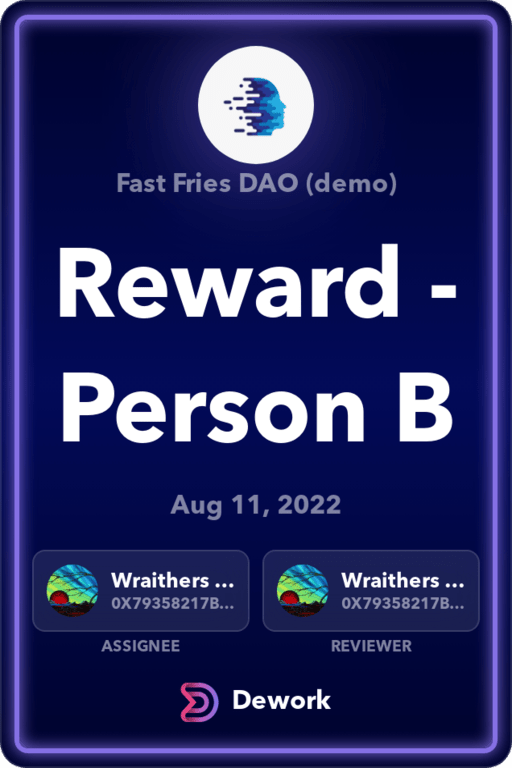 Fast Fries DAO (demo)
Reward -
Person B
Aug 11, 2022
Wraithers ...
0X79358217B...
ASSIGNEE
Wraithers ...
0X79358217B...
REVIEWER
Dework